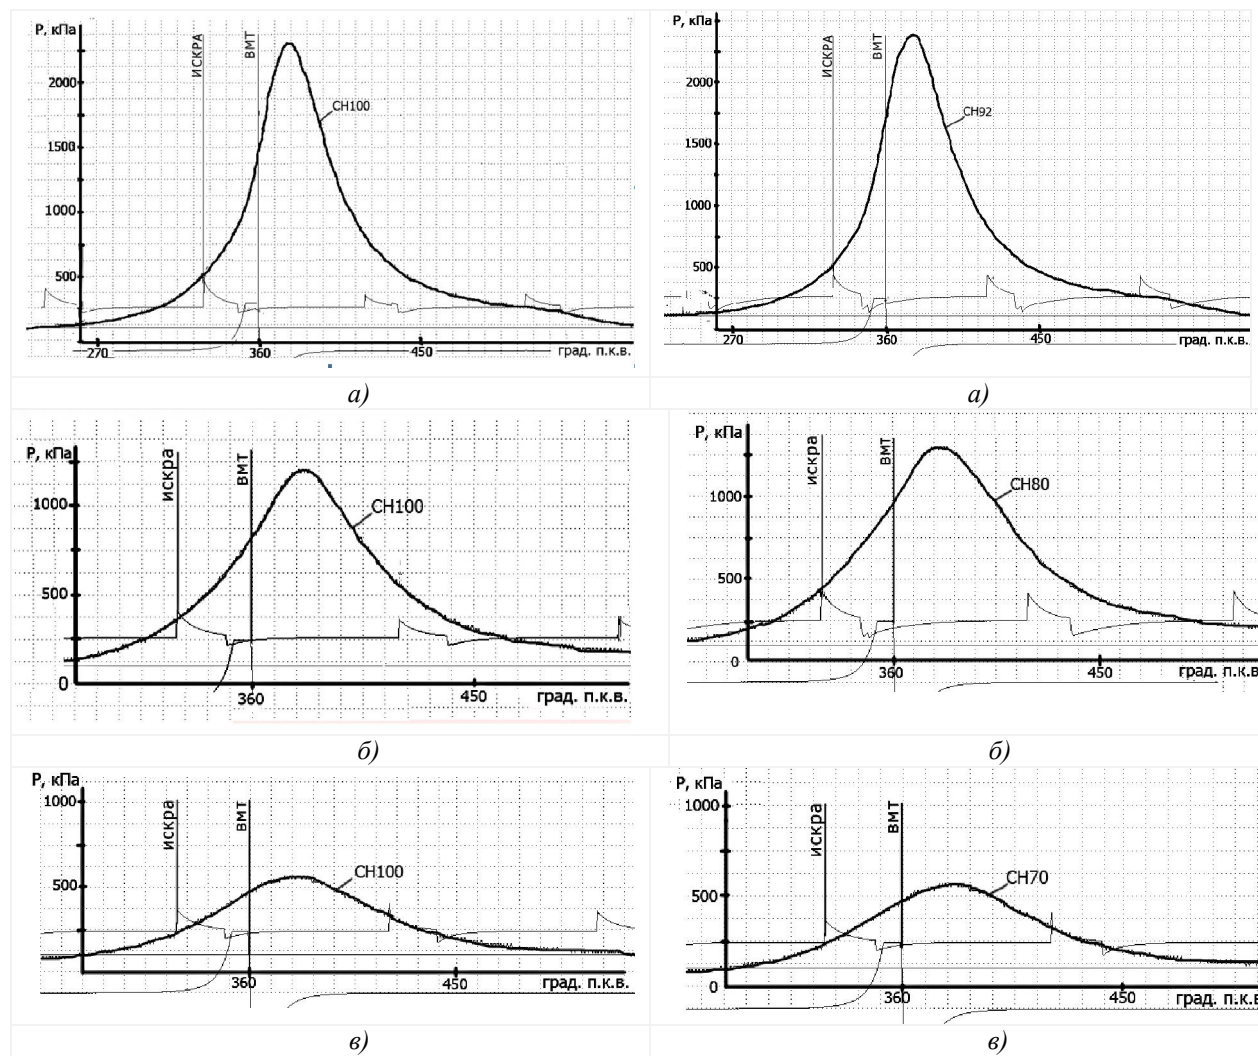 P, кПа
ИСКРА
ВМТ
2000
1500
1000
500
СН100
270
360
450
град. п.к.в.
P, кПа
ИСКРА
ВМТ
2000
1500
1000
500
СН92
270
360
450
град. п.к.в.
а)
а)
P, кПа
искра
вмт
1000
500
0
СН100
360
450
град. п.к.в.
P, кПа
искра
вмт
1000
500
0
СН80
360
450
град. п.к.в.
б)
б)
P, кПа
искра
вмт
1000
500
СН100
360
450
град. п.к.в.
P, кПа
искра
вмт
1000
500
0
СН70
360
450
град. п.к.в.
в)
в)